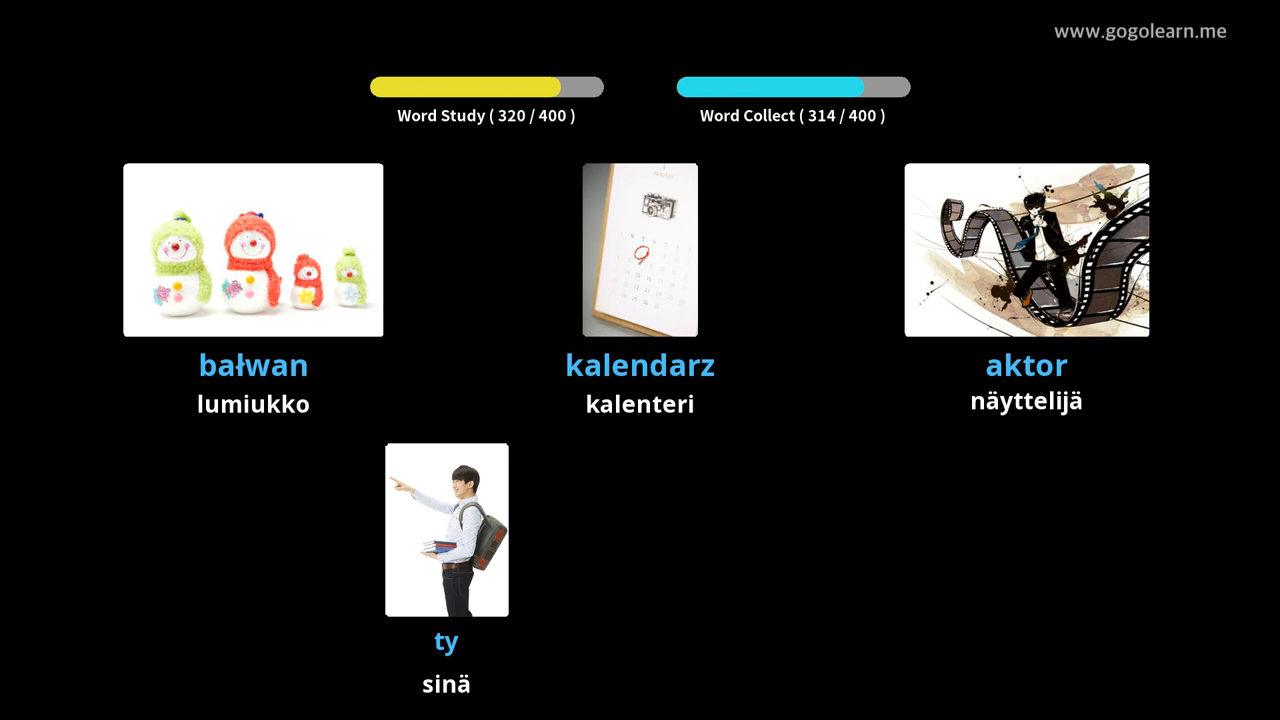 www.gogolearn.me
Word Study ( 320 / 400 )
Word Collect ( 314 / 400 )
bałwan
kalendarz
aktor
lumiukko
kalenteri
näyttelijä
ty
sinä